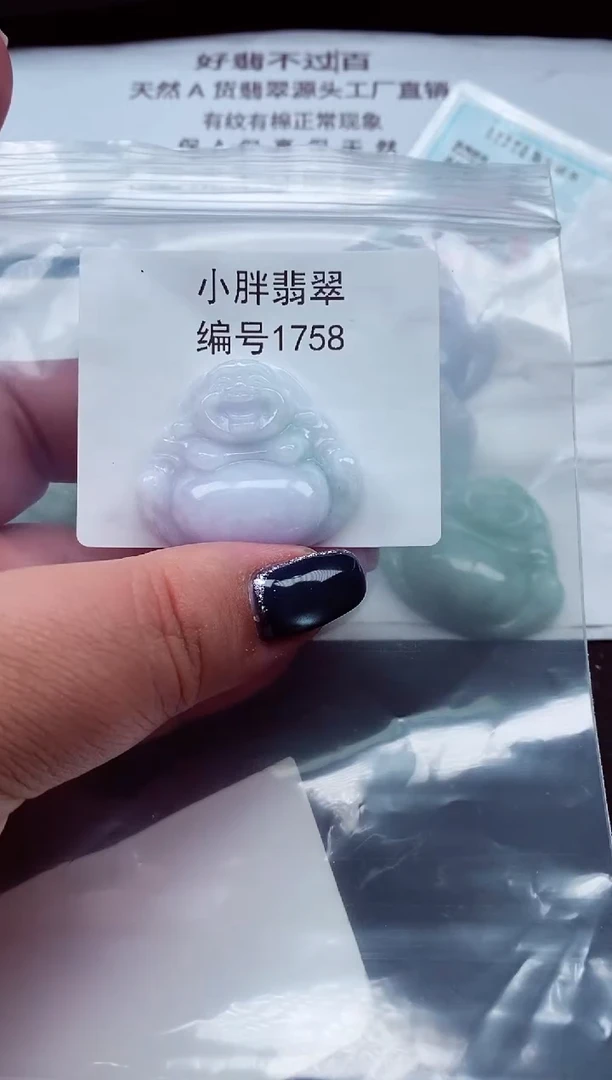 好翡不过百
天然A货翡翠源头工厂直销
有纹有棉正常现象
小胖翡翠
编号1758